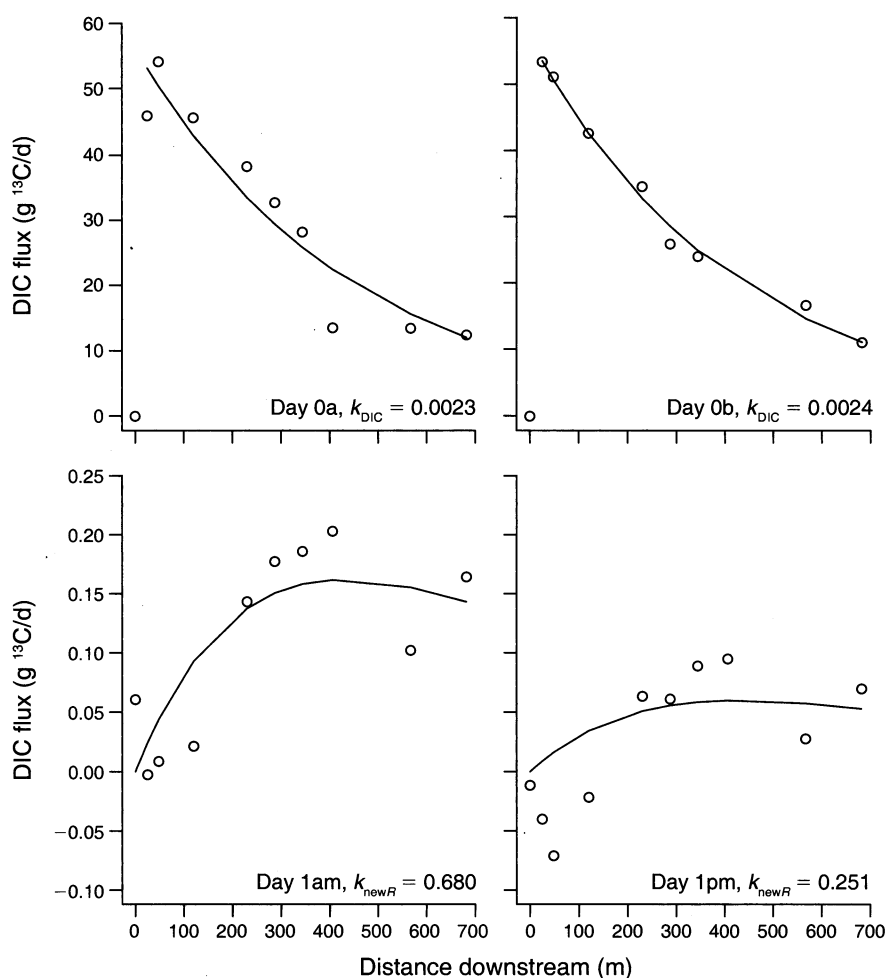 60
50
40
30
20
10
0
DIC flux (g ¹³C/d)
Day 0a, k_DIC = 0.0023
Day 0b, k_DIC = 0.0024
0.25
0.20
0.15
0.10
0.05
0.00
−0.05
−0.10
DIC flux (g ¹³C/d)
Day 1am, k_newR = 0.680
Day 1pm, k_newR = 0.251
0 100 200 300 400 500 600 700
0 100 200 300 400 500 600 700
Distance downstream (m)